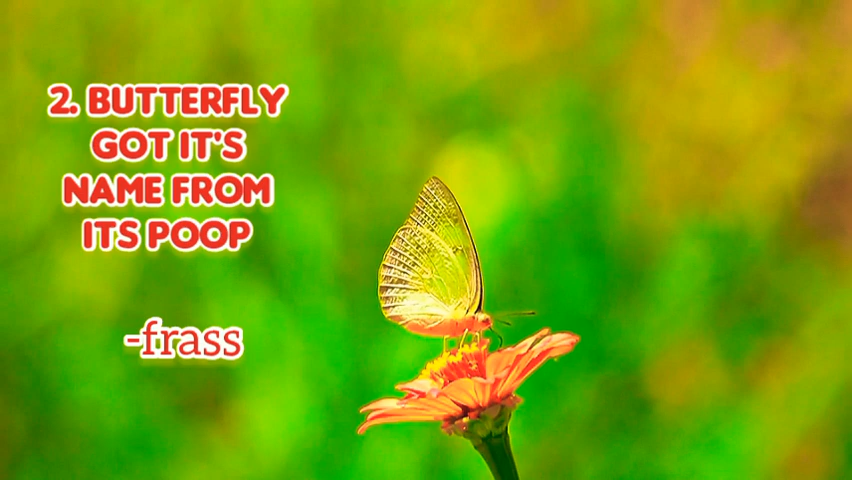 2. BUTTERFLY
GOT IT'S
NAME FROM
ITS POOP
-frass